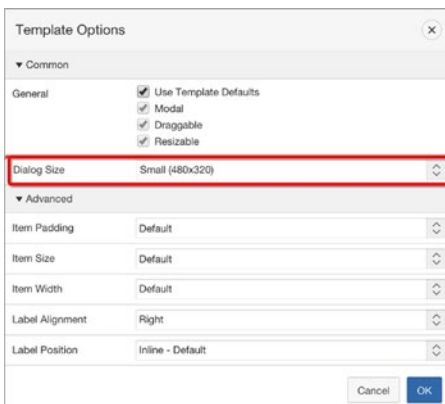 Template Options
Common
General
Use Template Defaults
Modal
Draggable
Resizable
Dialog Size Small (480x320)
Advanced
Item Padding Default
Item Size Default
Item Width Default
Label Alignment Right
Label Position Inline - Default
Cancel OK